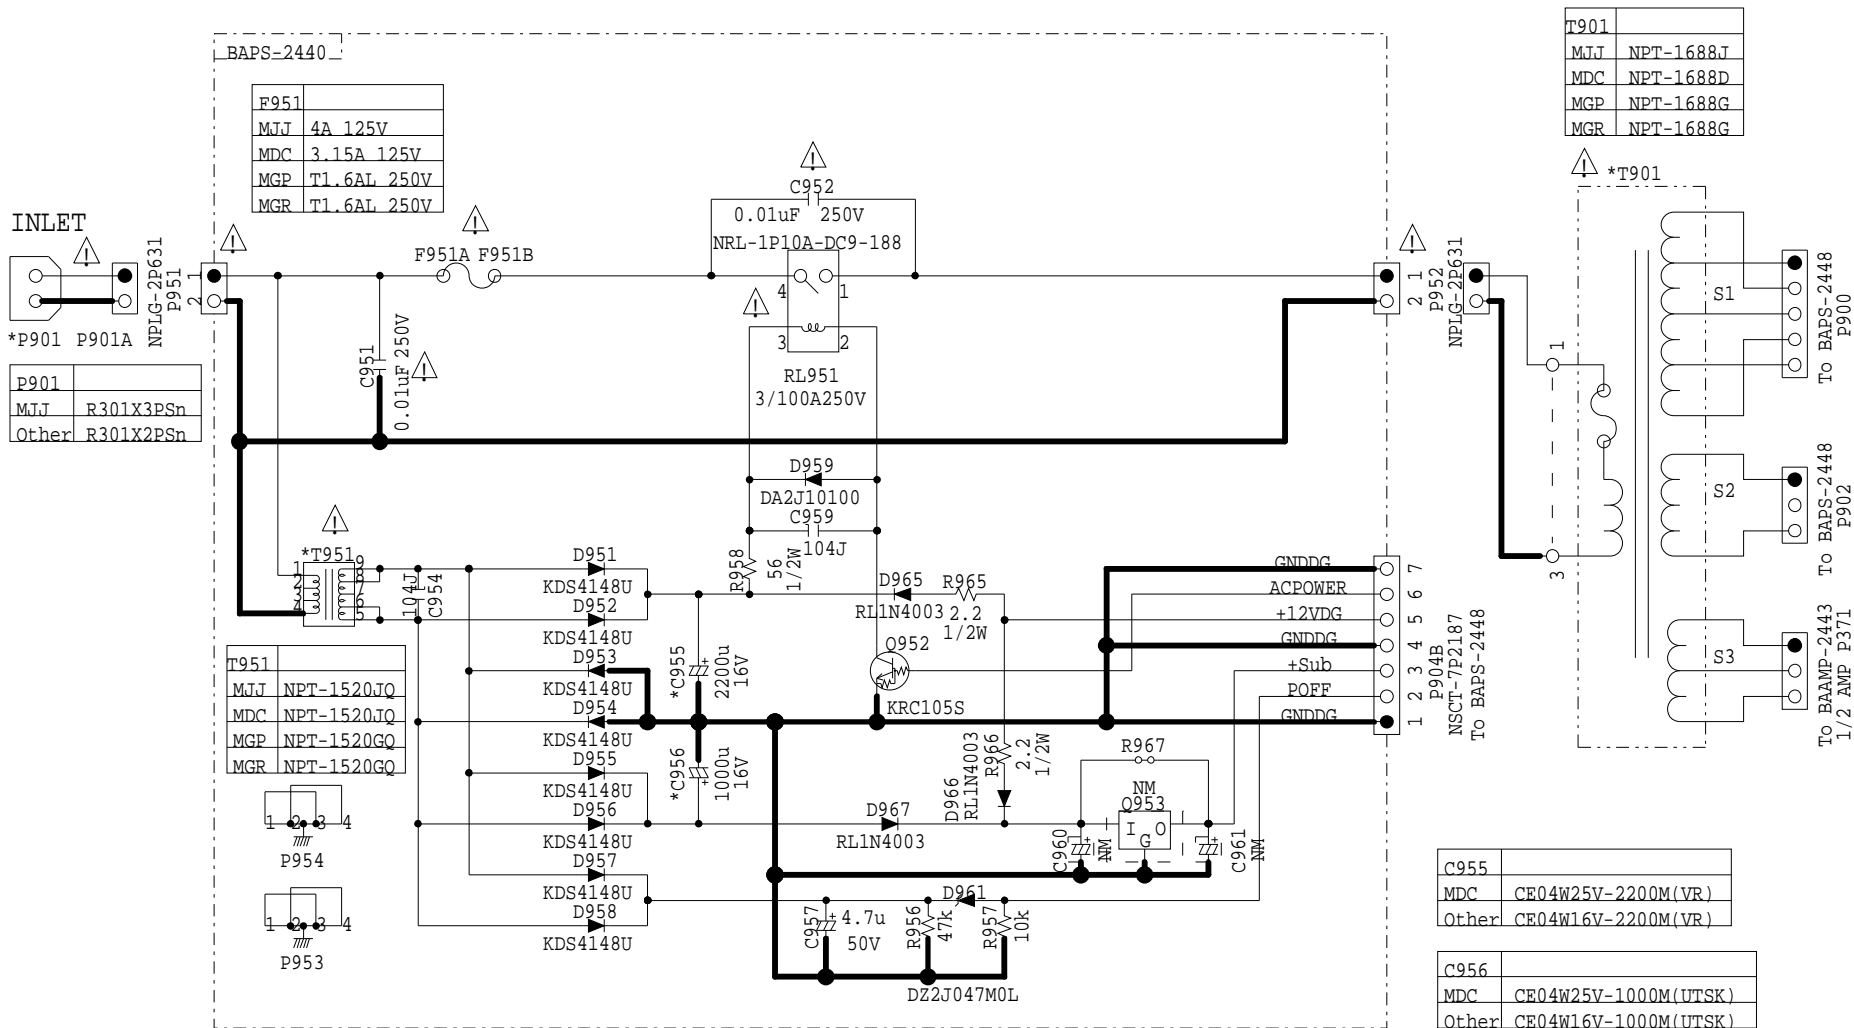 BAPS-2440
F951
MJJ 4A 125V
MDC 3.15A 125V
MGP T1.6AL 250V
MGR T1.6AL 250V
T901
MJJ NPT-1688J
MDC NPT-1688D
MGP NPT-1688G
MGR NPT-1688G
INLET
*P901 P901A
NPLG-2P631
P951
1
2
P901
MJJ R301X3PSn
Other R301X2PSn
F951A F951B
C952
0.01uF 250V
NRL-1P10A-DC9-188
4 1
3 2
RL951
3/100A250V
C951
0.01uF 250V
1
2
P952
NPLG-2P631
*T901
1
3
S1
S2
S3
To BAPS-2448
P900
To BAPS-2448
P902
To BAAMP-2443
1/2 AMP P371
D959
DA2J10100
C959
104J
R958
56
1/2W
*T951
1
2
3
4
9
8
7
6
5
104J
C954
T951
MJJ NPT-1520JQ
MDC NPT-1520JQ
MGP NPT-1520GQ
MGR NPT-1520GQ
D951
KDS4148U
D952
KDS4148U
D953
KDS4148U
D954
KDS4148U
D955
KDS4148U
D956
KDS4148U
D957
KDS4148U
D958
KDS4148U
*C955
2200u
16V
*C956
1000u
16V
D965
RL1N4003
R965
2.2
1/2W
Q952
KRC105S
GNDDG 7
ACPOWER 6
+12VDG 5
GNDDG 4
+Sub 3
POFF 2
GNDDG 1
P904B
NSCT-7P2187
To BAPS-2448
D966
RL1N4003
R966
2.2
1/2W
R967
NM
Q953
I O
G
D967
RL1N4003
C960
NM
C961
NM
C957
4.7u
50V
R956
47k
D961
R957
10k
DZ2J047M0L
1 2 3 4
P954
1 2 3 4
P953
C955
MDC CE04W25V-2200M(VR)
Other CE04W16V-2200M(VR)
C956
MDC CE04W25V-1000M(UTSK)
Other CE04W16V-1000M(UTSK)